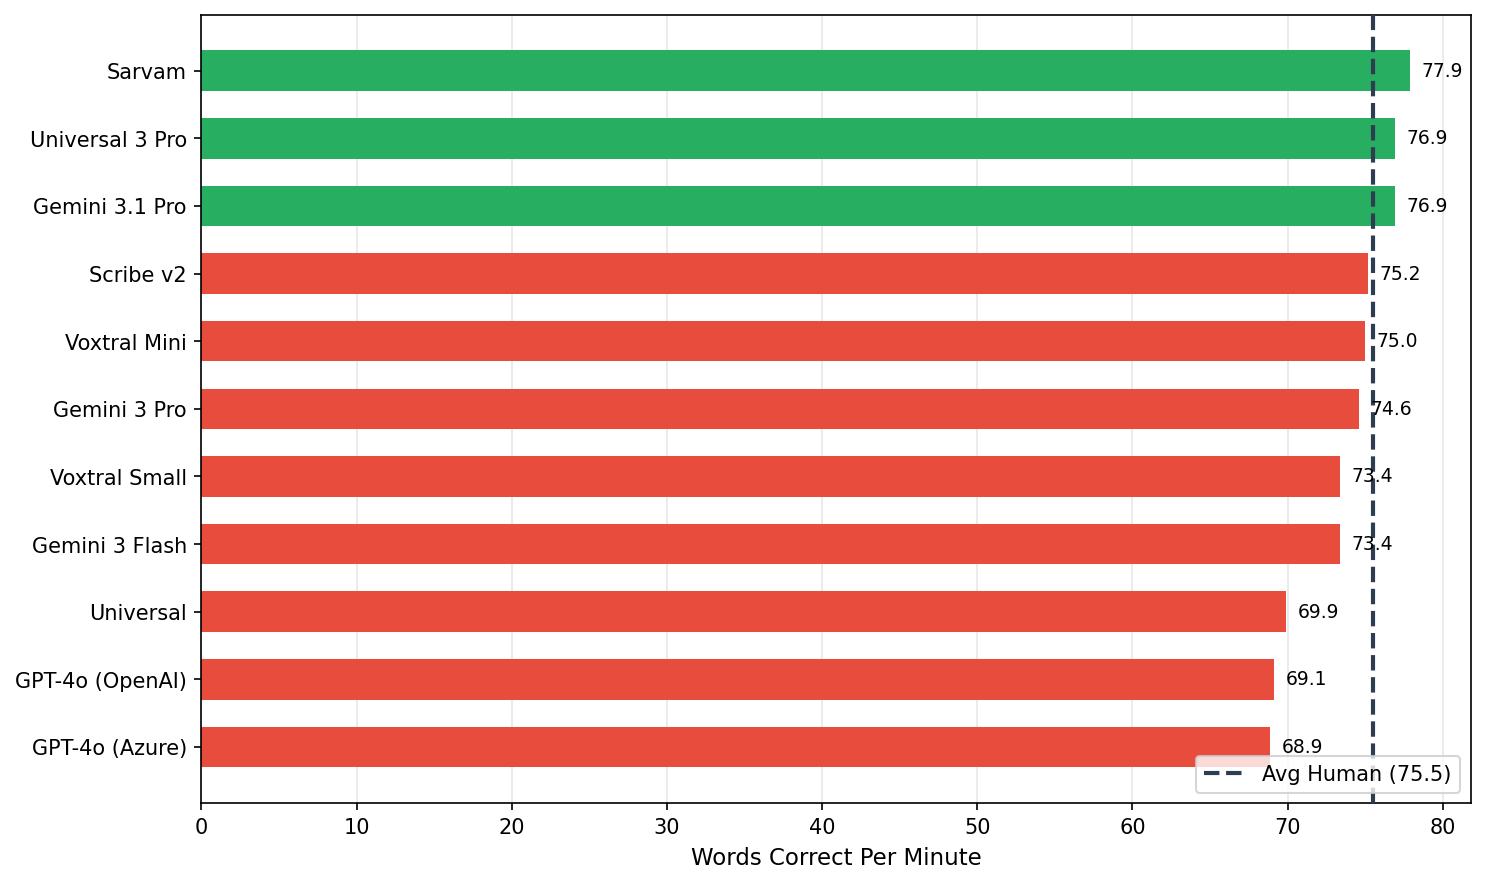 Sarvam 77.9
Universal 3 Pro 76.9
Gemini 3.1 Pro 76.9
Scribe v2 75.2
Voxtral Mini 75.0
Gemini 3 Pro 74.6
Voxtral Small 73.4
Gemini 3 Flash 73.4
Universal 69.9
GPT-4o (OpenAI) 69.1
GPT-4o (Azure) 68.9
Avg Human (75.5)
0 10 20 30 40 50 60 70 80
Words Correct Per Minute